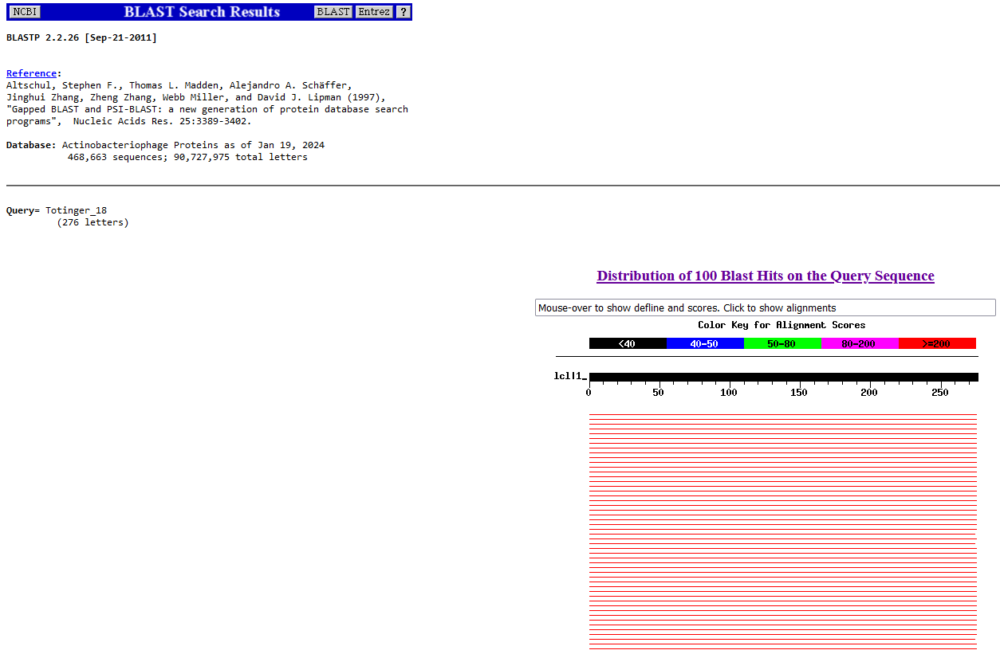 NCBI BLAST Search Results BLAST Entrez ?
BLASTP 2.2.26 [Sep-21-2011]
Reference:
Altschul, Stephen F., Thomas L. Madden, Alejandro A. Schäffer,
Jinghui Zhang, Zheng Zhang, Webb Miller, and David J. Lipman (1997),
"Gapped BLAST and PSI-BLAST: a new generation of protein database search
programs",  Nucleic Acids Res. 25:3389-3402.
Database: Actinobacteriophage Proteins as of Jan 19, 2024
468,663 sequences; 90,727,975 total letters
Query= Totinger_18
(276 letters)
Distribution of 100 Blast Hits on the Query Sequence
Mouse-over to show defline and scores. Click to show alignments
Color Key for Alignment Scores
<40 40-50 50-80 80-200 >=200
lcl|1_
0 50 100 150 200 250